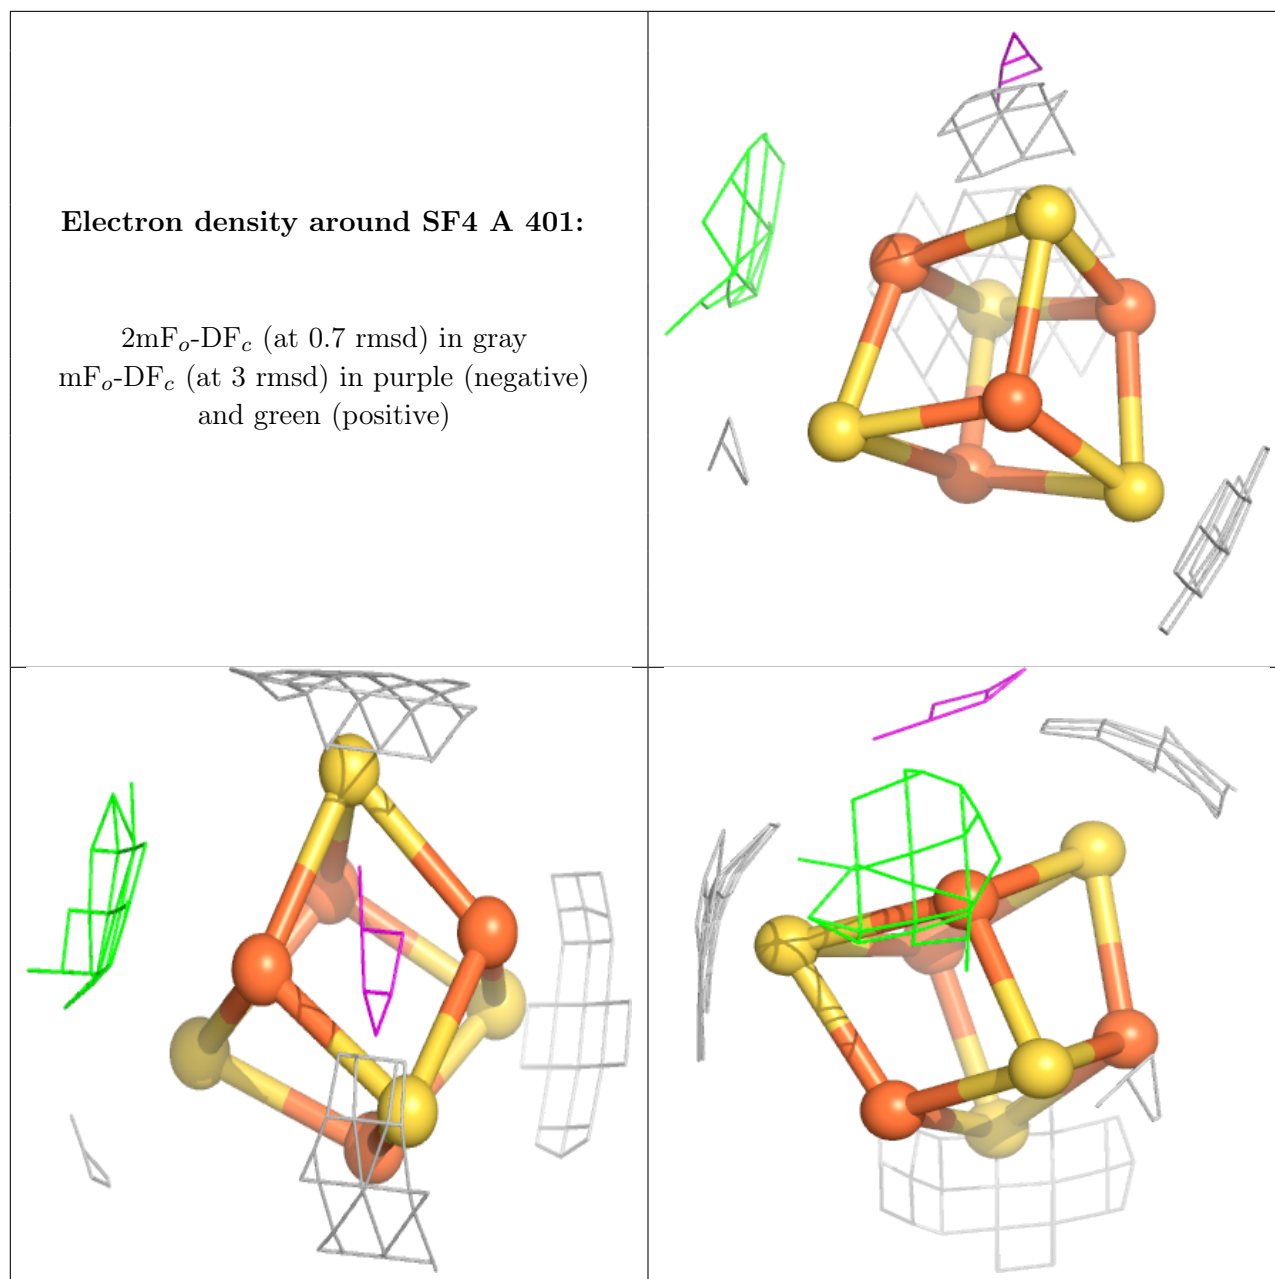 Electron density around SF4 A 401:
2mFo-DFc (at 0.7 rmsd) in gray
mFo-DFc (at 3 rmsd) in purple (negative)
and green (positive)